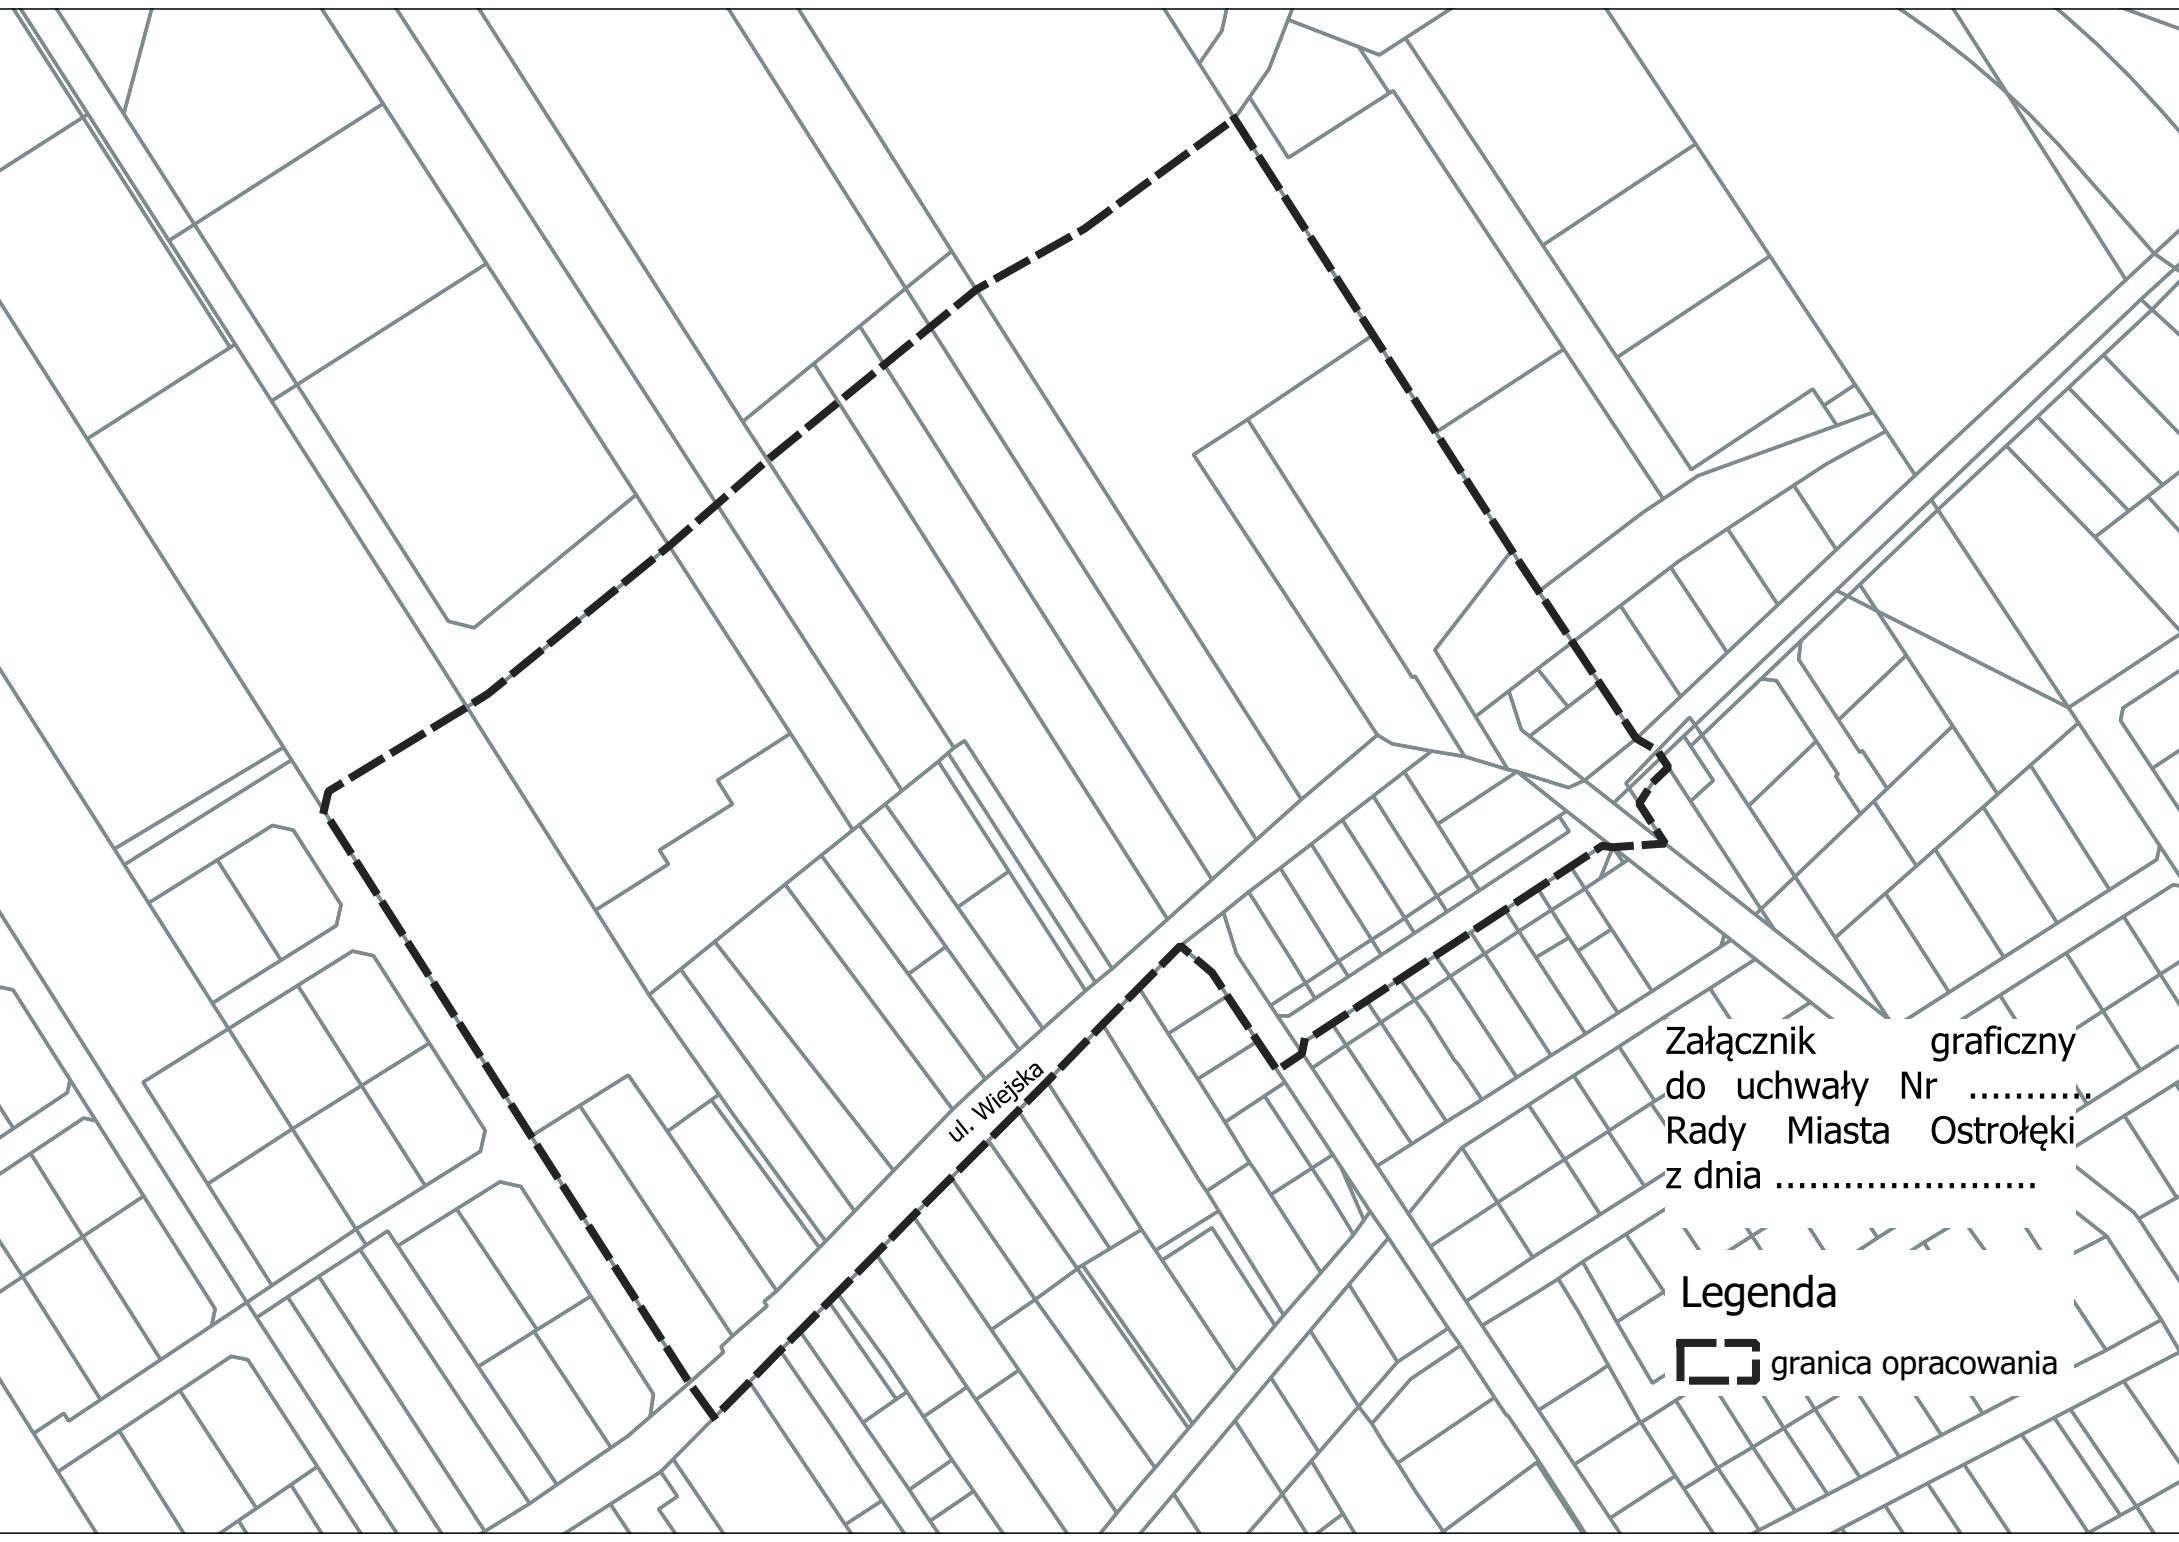 ul. Wiejska
Załącznik graficzny
do uchwały Nr ...........
Rady Miasta Ostrołęki
z dnia .......................
Legenda
granica opracowania